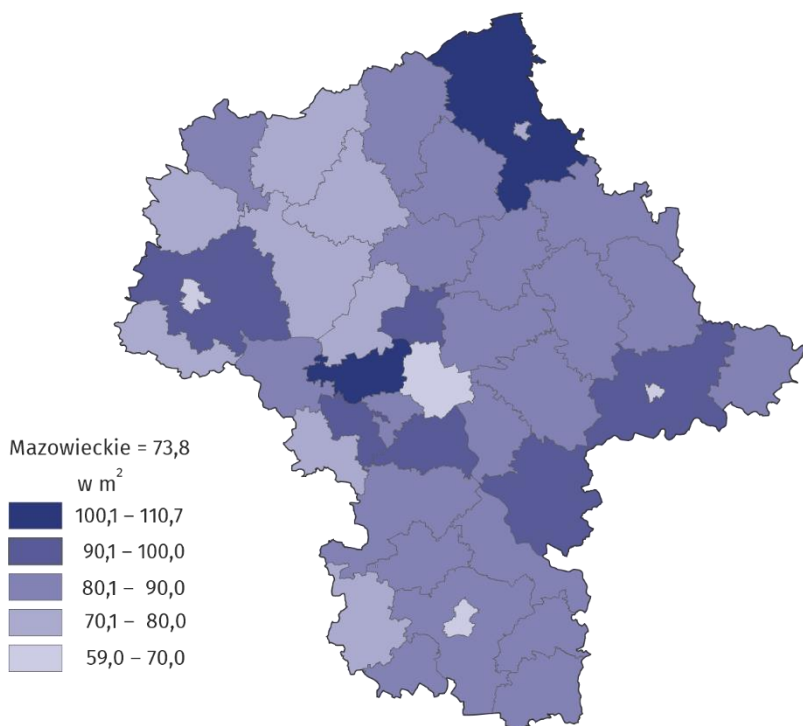 Mazowieckie = 73,8
w m²
100,1 – 110,7
90,1 – 100,0
80,1 – 90,0
70,1 – 80,0
59,0 – 70,0